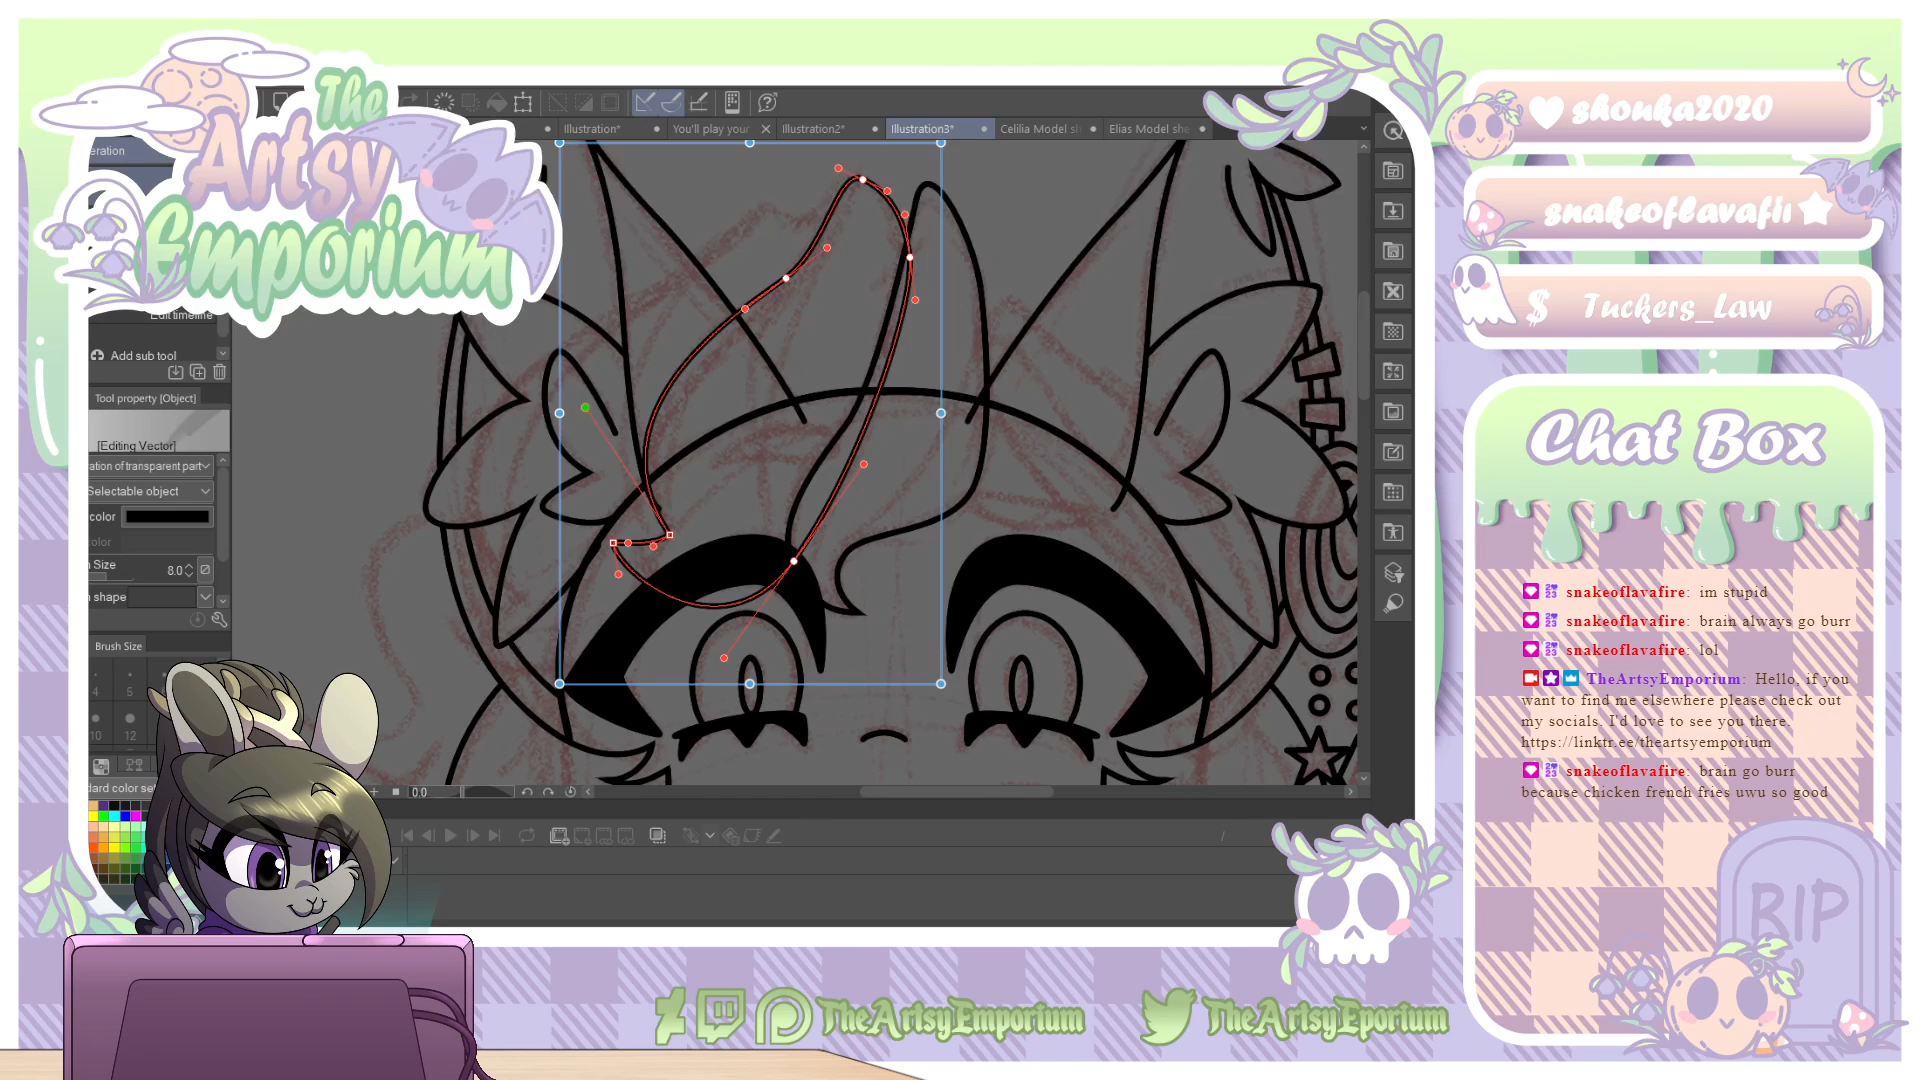 The
Artsy
Emporium
eration
Illustration*
You'll play your
Illustration2*
Illustration3*
Celilia Model sh
Elias Model she
Edit timeline
Add sub tool
Tool property [Object]
[Editing Vector]
ation of transparent part
Selectable object
color
color
Size
8.0
shape
Brush Size
4
5
10
12
dard color se
0.0
/
shouka2020
snakeoflavafir
$ Tuckers_Law
Chat Box
snakeoflavafire: im stupid
snakeoflavafire: brain always go burr
snakeoflavafire: lol
TheArtsyEmporium: Hello, if you
want to find me elsewhere please check out
my socials. I'd love to see you there.
https://linktr.ee/theartsyemporium
snakeoflavafire: brain go burr
because chicken french fries uwu so good
RIP
TheArtsyEmporium
TheArtsyEporium